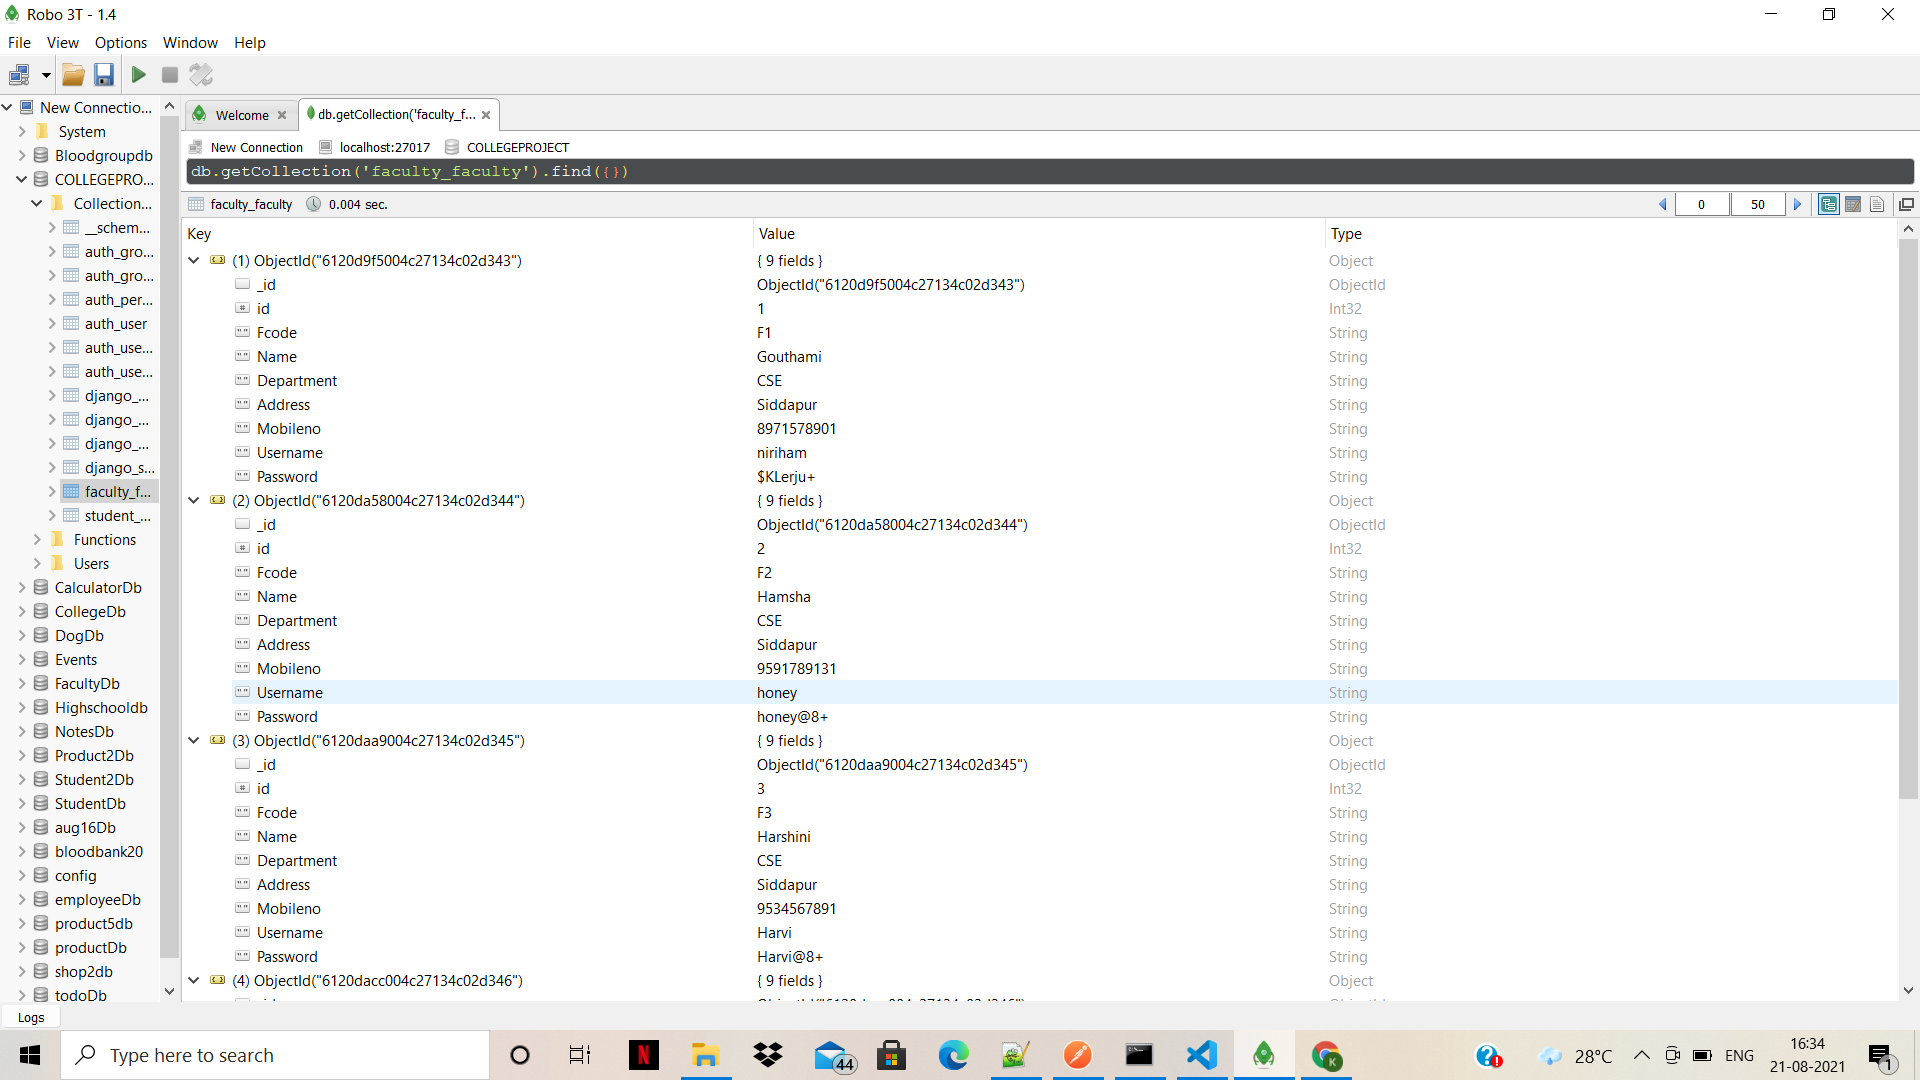 Robo 3T - 1.4
File View Options Window Help
New Connectio...
System
Bloodgroupdb
COLLEGEPRO...
Collection...
__schem...
auth_gro...
auth_gro...
auth_per...
auth_user
auth_use...
auth_use...
django_...
django_...
django_...
django_s...
faculty_f...
student_...
Functions
Users
CalculatorDb
CollegeDb
DogDb
Events
FacultyDb
Highschooldb
NotesDb
Product2Db
Student2Db
StudentDb
aug16Db
bloodbank20
config
employeeDb
product5db
productDb
shop2db
todoDb
Welcome db.getCollection('faculty_f...
New Connection localhost:27017 COLLEGEPROJECT
db.getCollection('faculty_faculty').find({})
faculty_faculty 0.004 sec. 0 50
Key Value Type
(1) ObjectId("6120d9f5004c27134c02d343") { 9 fields } Object
_id ObjectId("6120d9f5004c27134c02d343") ObjectId
id 1 Int32
Fcode F1 String
Name Gouthami String
Department CSE String
Address Siddapur String
Mobileno 8971578901 String
Username niriham String
Password $KLerju+ String
(2) ObjectId("6120da58004c27134c02d344") { 9 fields } Object
_id ObjectId("6120da58004c27134c02d344") ObjectId
id 2 Int32
Fcode F2 String
Name Hamsha String
Department CSE String
Address Siddapur String
Mobileno 9591789131 String
Username honey String
Password honey@8+ String
(3) ObjectId("6120daa9004c27134c02d345") { 9 fields } Object
_id ObjectId("6120daa9004c27134c02d345") ObjectId
id 3 Int32
Fcode F3 String
Name Harshini String
Department CSE String
Address Siddapur String
Mobileno 9534567891 String
Username Harvi String
Password Harvi@8+ String
(4) ObjectId("6120dacc004c27134c02d346") { 9 fields } Object
Logs
Type here to search
44
28°C ENG
16:34
21-08-2021
1